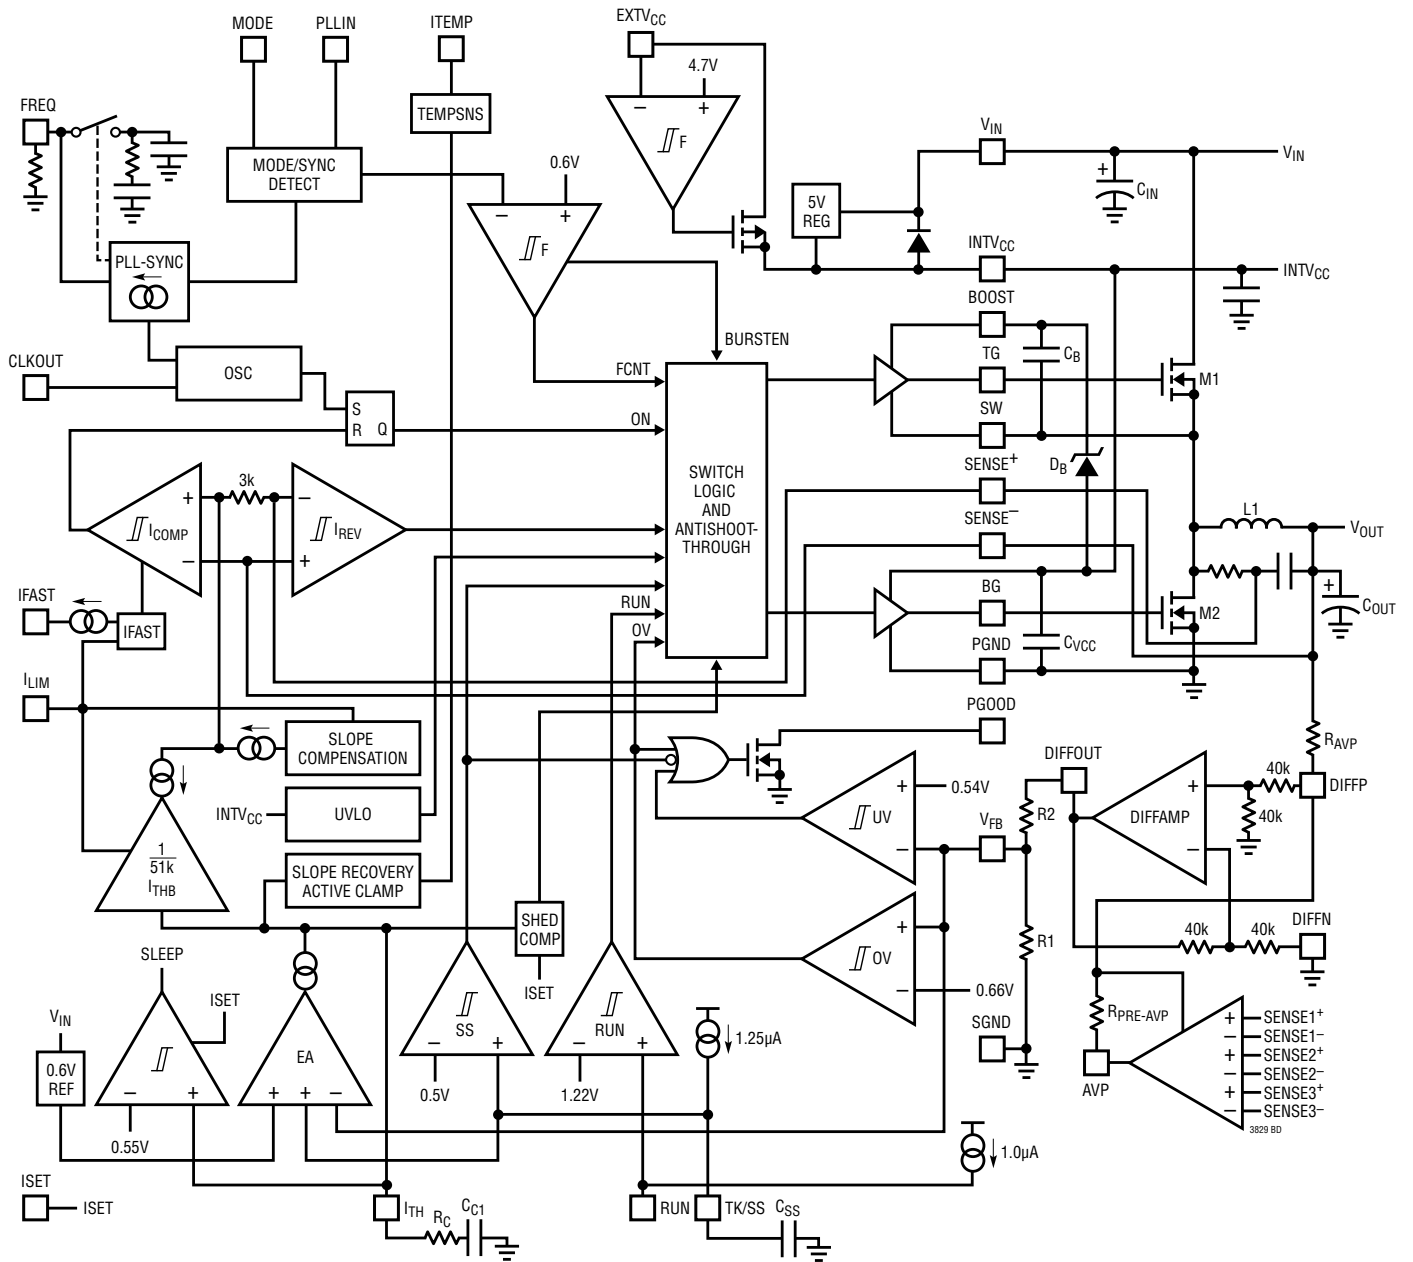 MODE
PLLIN
ITEMP
EXTVCC
4.7V
FREQ
TEMPSNS
F
VIN
VIN
MODE/SYNC
DETECT
0.6V
+
CIN
5V
REG
–
+
F
PLL-SYNC
INTVCC
INTVCC
BOOST
BURSTEN
TG
CB
CLKOUT
OSC
FCNT
M1
S
R
Q
ON
SW
SENSE+
DB
3k
SWITCH
LOGIC
AND
ANTISHOOT-
THROUGH
+
–
ICOMP
–
+
IREV
SENSE–
L1
VOUT
BG
IFAST
IFAST
RUN
OV
M2
+
COUT
PGND
CVCC
ILIM
PGOOD
SLOPE
COMPENSATION
RAVP
DIFFOUT
40k
DIFFP
INTVCC
UVLO
+
–
UV
0.54V
VFB
R2
DIFFAMP
+
–
40k
1
51k
ITHB
SLOPE RECOVERY
ACTIVE CLAMP
SHED
COMP
+
–
OV
R1
40k
40k
DIFFN
SLEEP
ISET
ISET
0.66V
VIN
SS
RUN
1.25µA
SGND
RPRE-AVP
+
SENSE1+
–
SENSE1–
+
SENSE2+
–
SENSE2–
+
SENSE3+
–
SENSE3–
3829 BD
0.6V
REF
–
+
EA
+
+
–
–
+
–
+
AVP
0.55V
0.5V
1.22V
1.0µA
ISET
ISET
ITH
RC
CC1
RUN
TK/SS
CSS